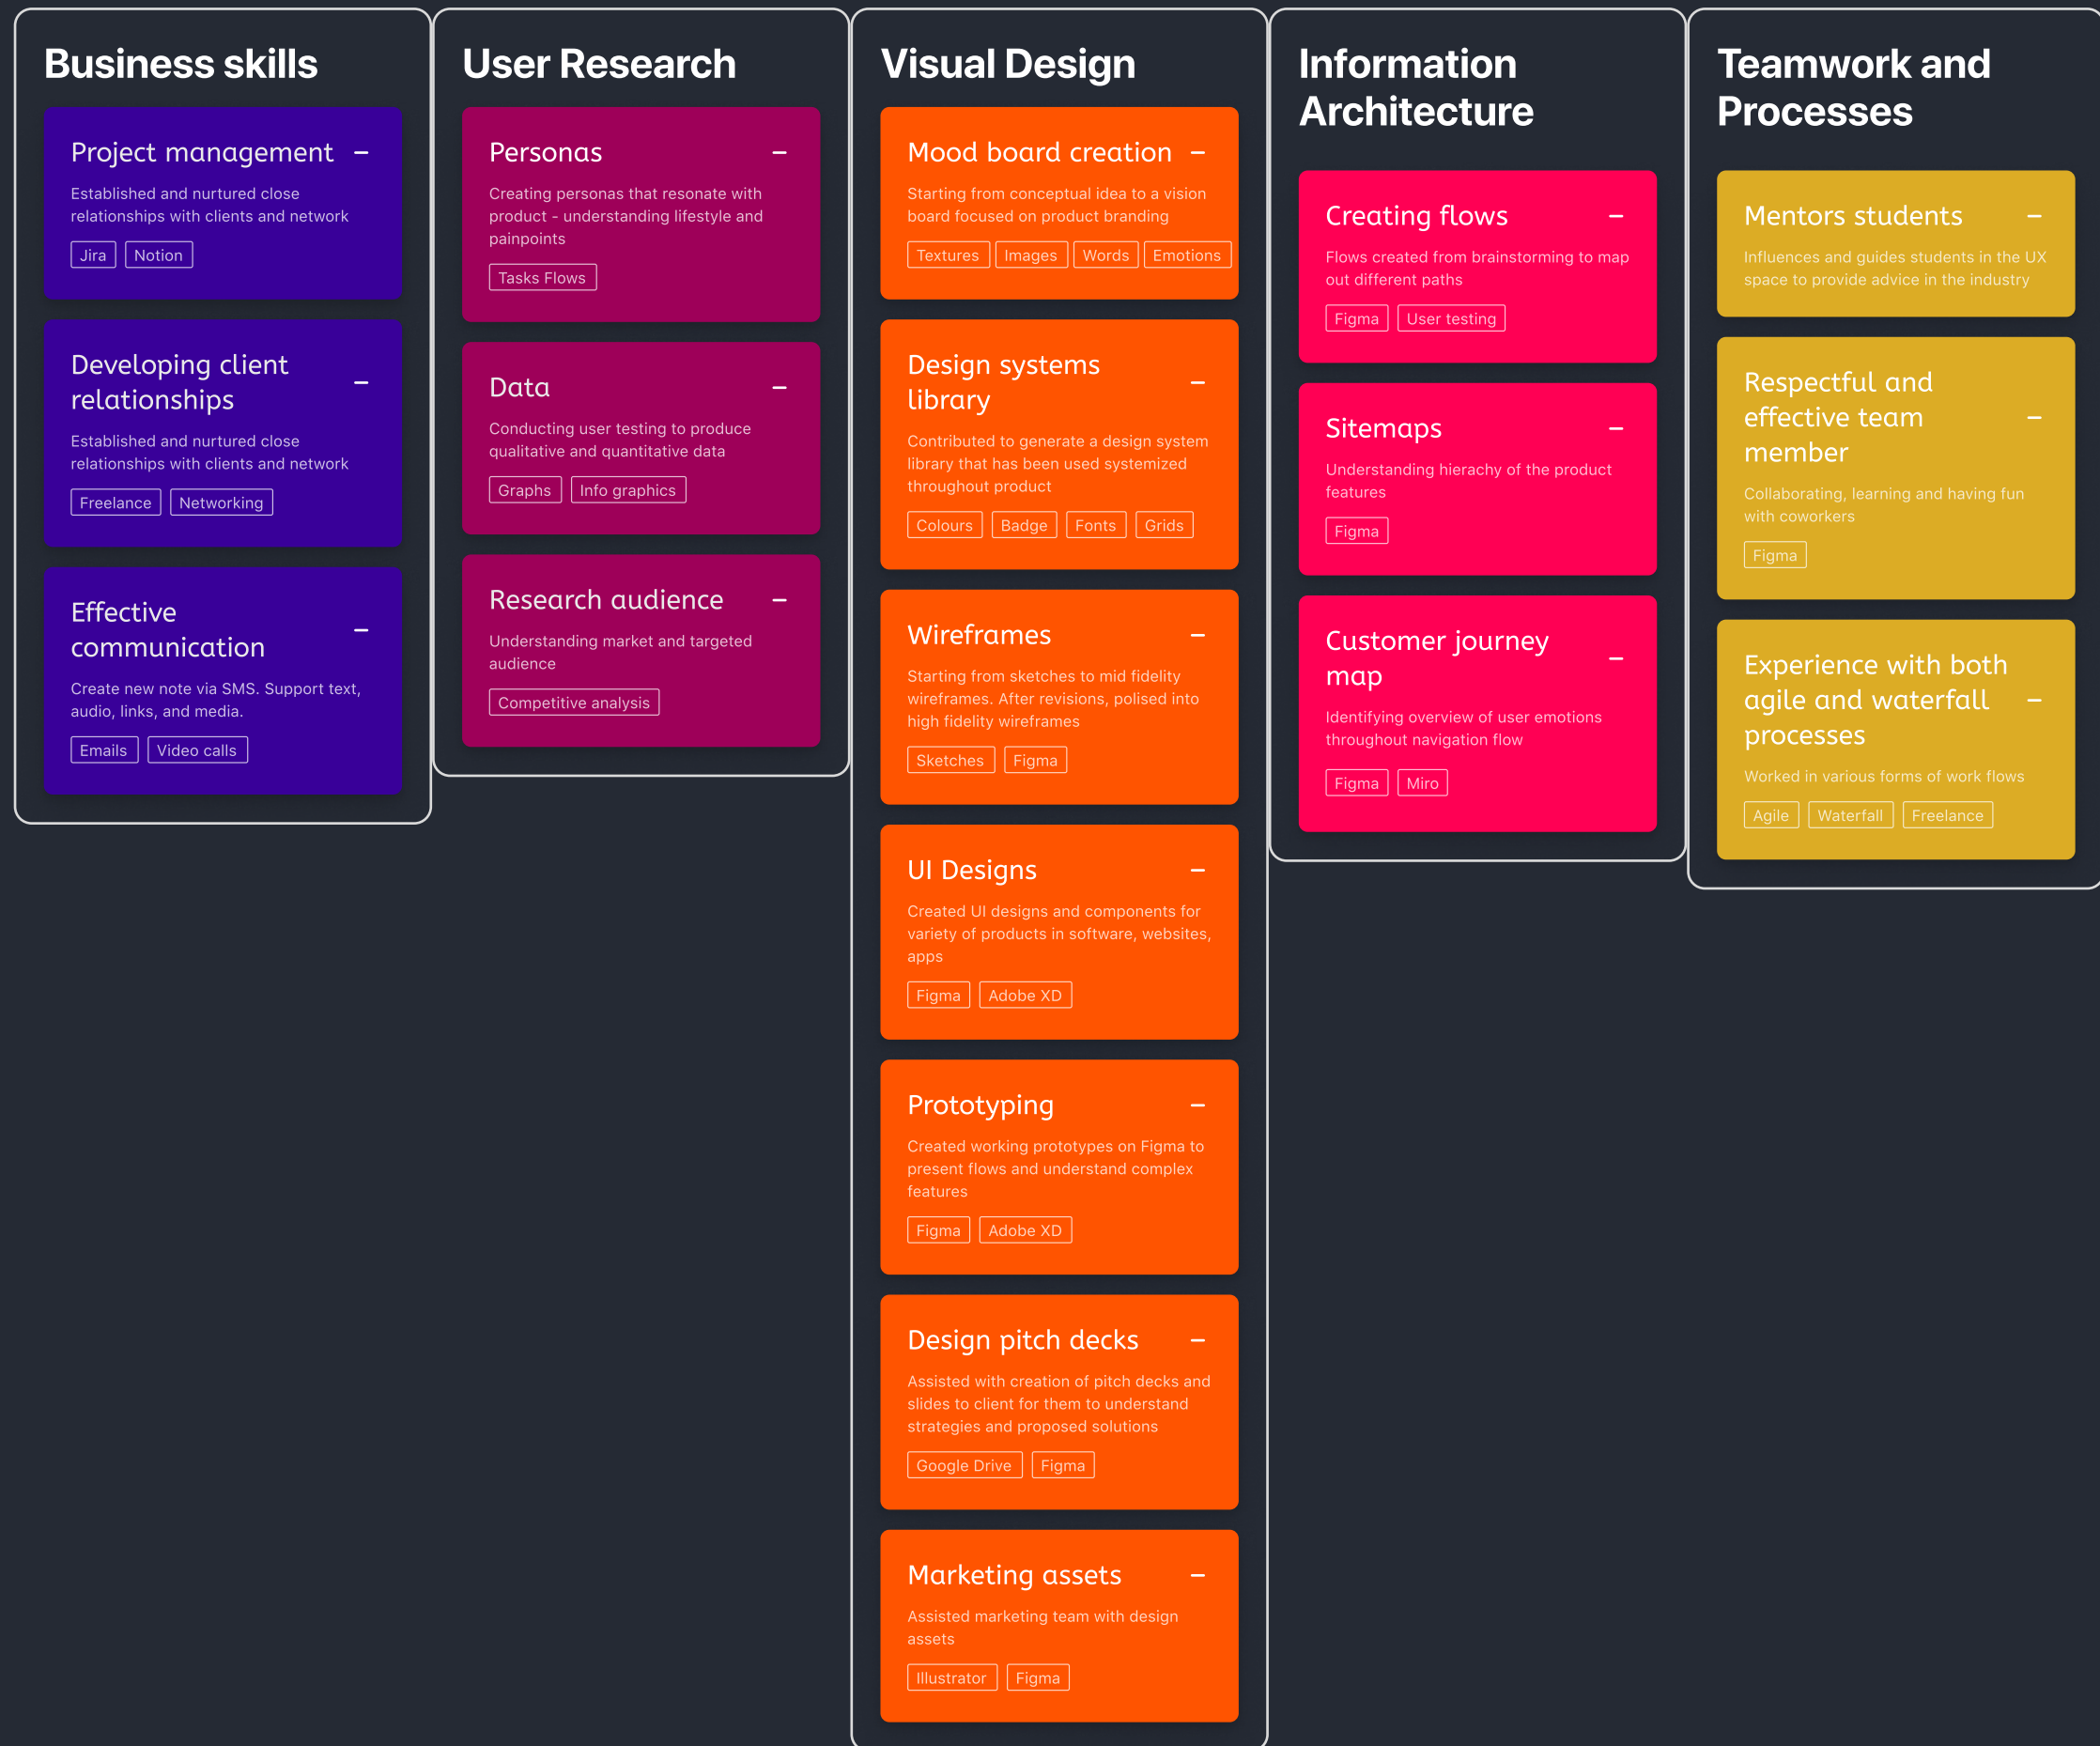 Business skills
Project management
Established and nurtured close
relationships with clients and network
Jira Notion
Developing client
relationships
Established and nurtured close
relationships with clients and network
Freelance Networking
Effective
communication
Create new note via SMS. Support text,
audio, links, and media.
Emails Video calls
User Research
Personas
Creating personas that resonate with
product - understanding lifestyle and
painpoints
Tasks Flows
Data
Conducting user testing to produce
qualitative and quantitative data
Graphs Info graphics
Research audience
Understanding market and targeted
audience
Competitive analysis
Visual Design
Mood board creation
Starting from conceptual idea to a vision
board focused on product branding
Textures Images Words Emotions
Design systems
library
Contributed to generate a design system
library that has been used systemized
throughout product
Colours Badge Fonts Grids
Wireframes
Starting from sketches to mid fidelity
wireframes. After revisions, polised into
high fidelity wireframes
Sketches Figma
UI Designs
Created UI designs and components for
variety of products in software, websites,
apps
Figma Adobe XD
Prototyping
Created working prototypes on Figma to
present flows and understand complex
features
Figma Adobe XD
Design pitch decks
Assisted with creation of pitch decks and
slides to client for them to understand
strategies and proposed solutions
Google Drive Figma
Marketing assets
Assisted marketing team with design
assets
Illustrator Figma
Information
Architecture
Creating flows
Flows created from brainstorming to map
out different paths
Figma User testing
Sitemaps
Understanding hierachy of the product
features
Figma
Customer journey
map
Identifying overview of user emotions
throughout navigation flow
Figma Miro
Teamwork and
Processes
Mentors students
Influences and guides students in the UX
space to provide advice in the industry
Respectful and
effective team
member
Collaborating, learning and having fun
with coworkers
Figma
Experience with both
agile and waterfall
processes
Worked in various forms of work flows
Agile Waterfall Freelance